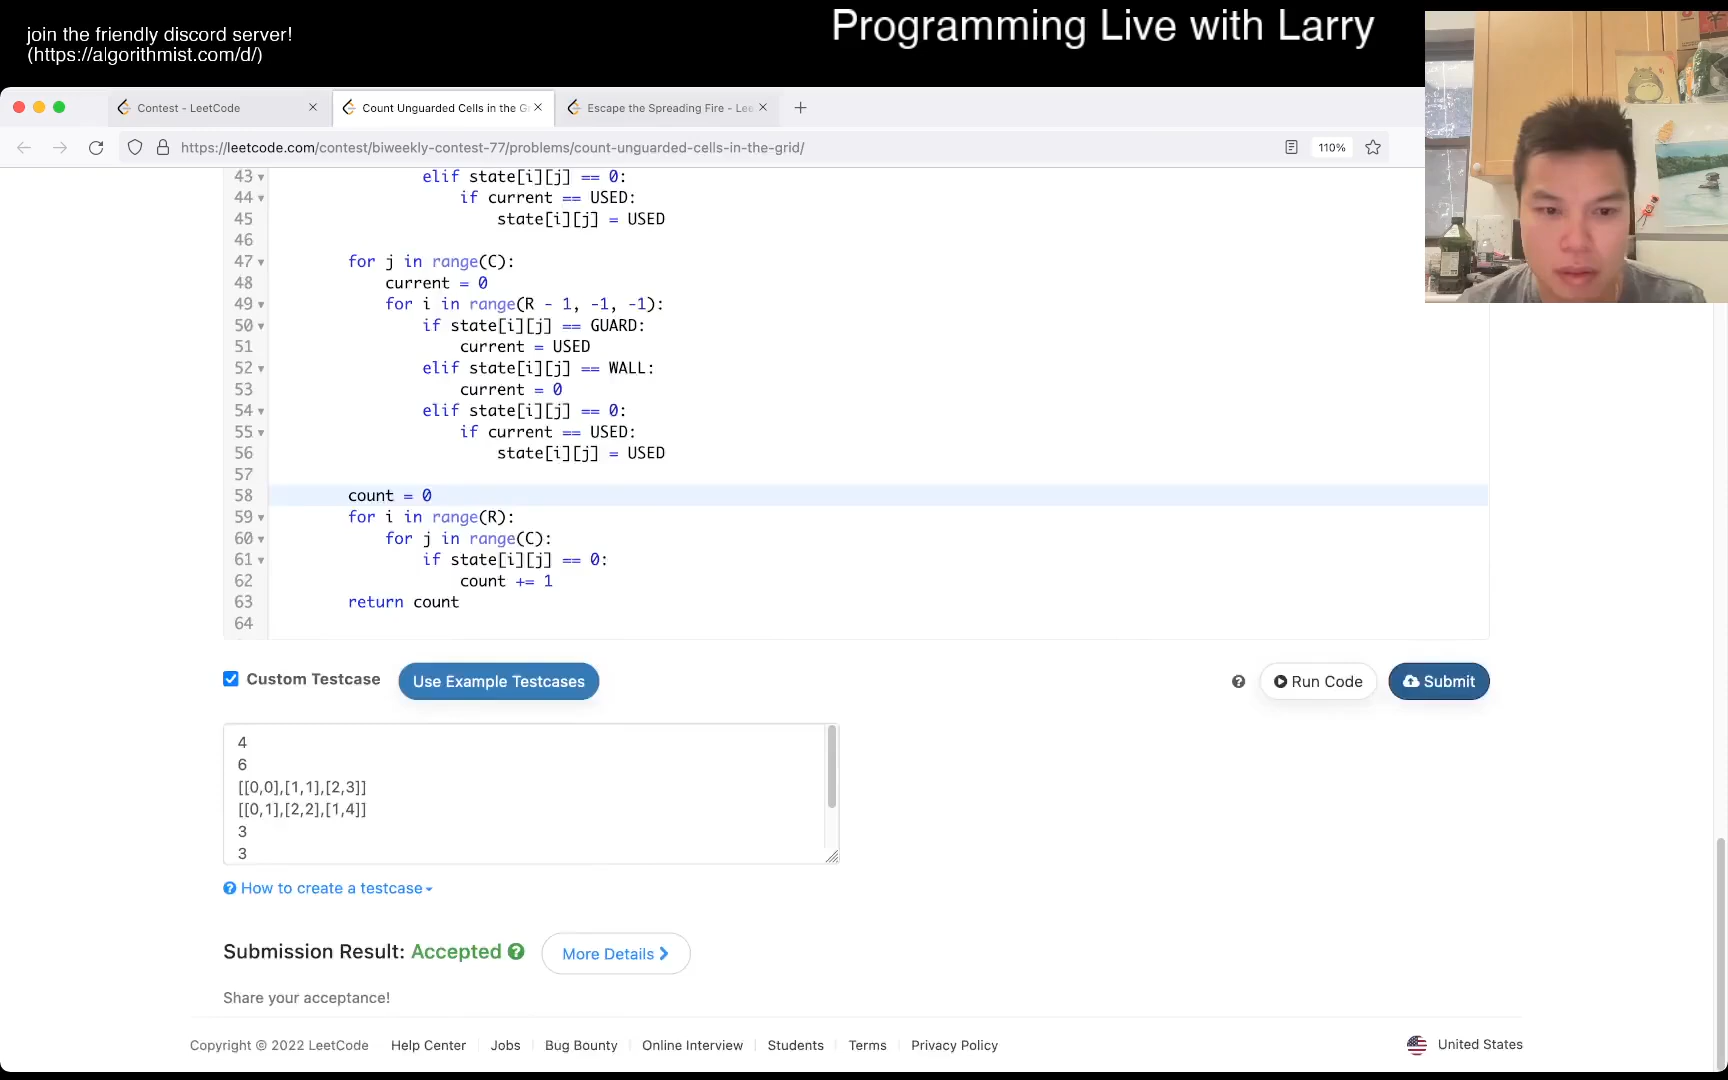 join the friendly discord server!
(https://algorithmist.com/d/)
Programming Live with Larry
Contest - LeetCode
Count Unguarded Cells in the G
Escape the Spreading Fire - Lee
https://leetcode.com/contest/biweekly-contest-77/problems/count-unguarded-cells-in-the-grid/
110%
43 elif state[i][j] == 0:
44 if current == USED:
45 state[i][j] = USED
46
47 for j in range(C):
48 current = 0
49 for i in range(R - 1, -1, -1):
50 if state[i][j] == GUARD:
51 current = USED
52 elif state[i][j] == WALL:
53 current = 0
54 elif state[i][j] == 0:
55 if current == USED:
56 state[i][j] = USED
57
58 count = 0
59 for i in range(R):
60 for j in range(C):
61 if state[i][j] == 0:
62 count += 1
63 return count
64
Custom Testcase
Use Example Testcases
Run Code
Submit
4
6
[[0,0],[1,1],[2,3]]
[[0,1],[2,2],[1,4]]
3
3
How to create a testcase
Submission Result: Accepted
More Details
Share your acceptance!
Copyright © 2022 LeetCode
Help Center
Jobs
Bug Bounty
Online Interview
Students
Terms
Privacy Policy
United States